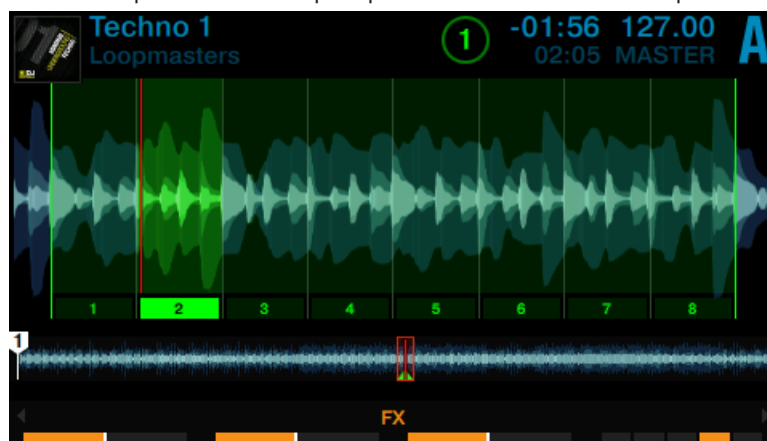 Techno 1
Loopmasters
1
-01:56 127.00
02:05 MASTER
A
1 2 3 4 5 6 7 8
1
FX